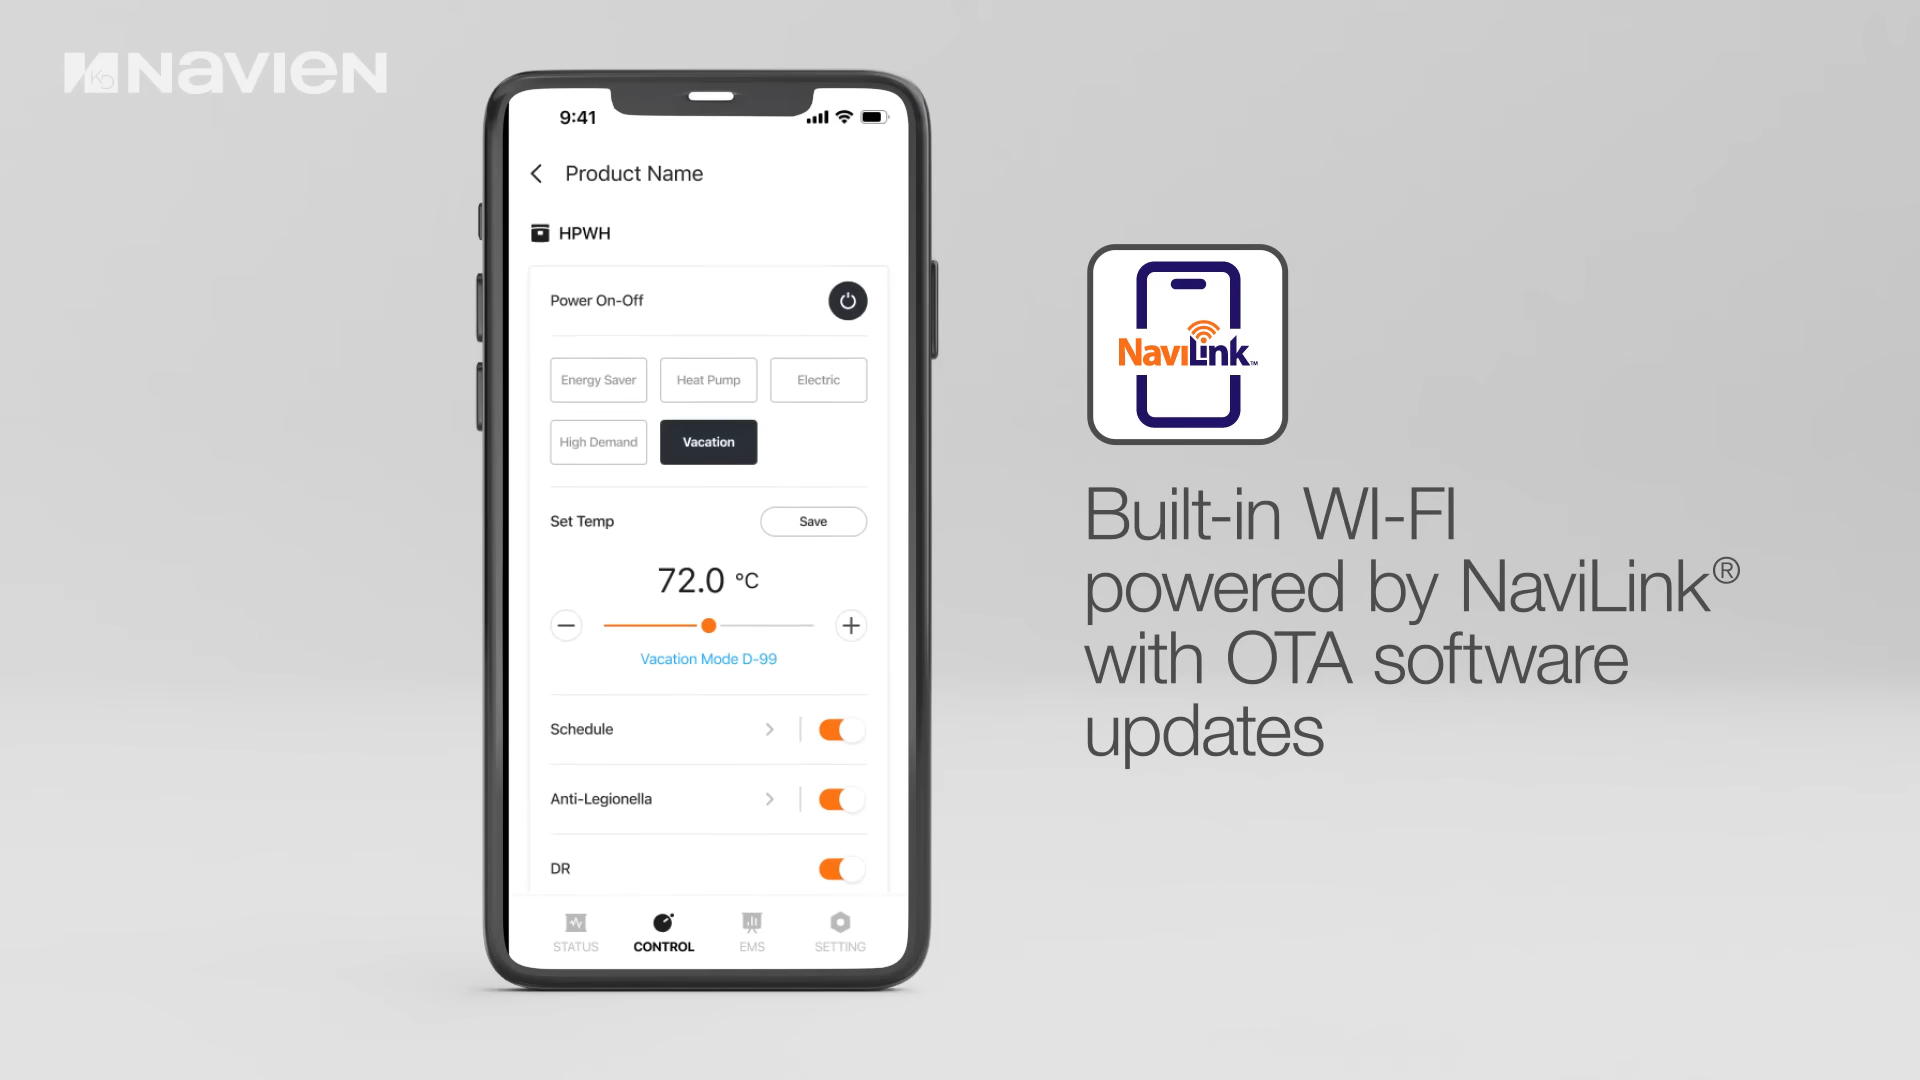 KD NAVIEN
9:41
Product Name
HPWH
Power On-Off
Energy Saver
Heat Pump
Electric
High Demand
Vacation
Set Temp
Save
72.0 °C
Vacation Mode D-99
Schedule
Anti-Legionella
DR
STATUS
CONTROL
EMS
SETTING
NaviLink™
Built-in WI-FI
powered by NaviLink®
with OTA software
updates